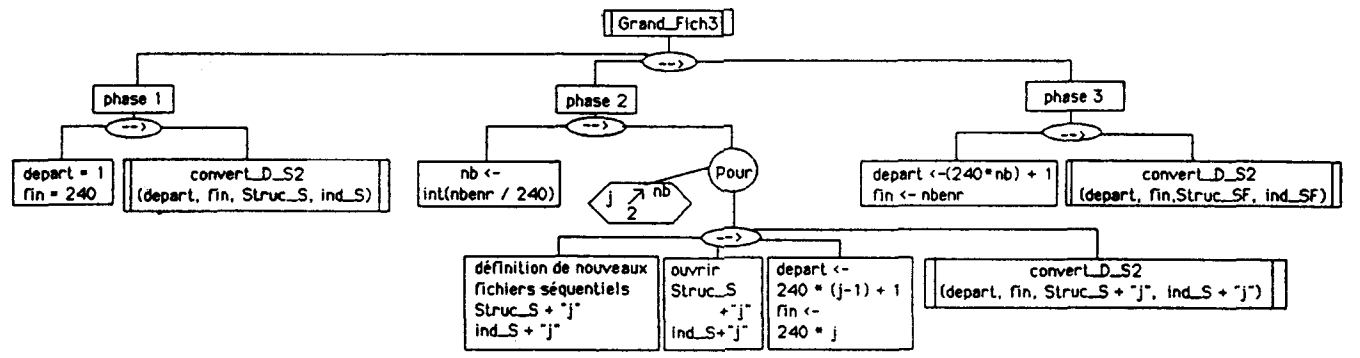 Grand_Fich3
-->
phase 1
phase 2
phase 3
-->
-->
-->
depart = 1
fin = 240
convert_D_S2
(depart, fin, Struc_S, ind_S)
nb <-
int(nbenr / 240)
Pour
j ↗ nb
2
depart <-(240*nb) + 1
fin <- nbenr
convert_D_S2
(depart, fin,Struc_SF, ind_SF)
-->
définition de nouveaux
fichiers séquentiels
Struc_S + "j"
ind_S + "j"
ouvrir
Struc_S
+"j"
ind_S+"j"
depart <-
240 * (j-1) + 1
fin <-
240 * j
convert_D_S2
(depart, fin, Struc_S + "j", ind_S + "j")